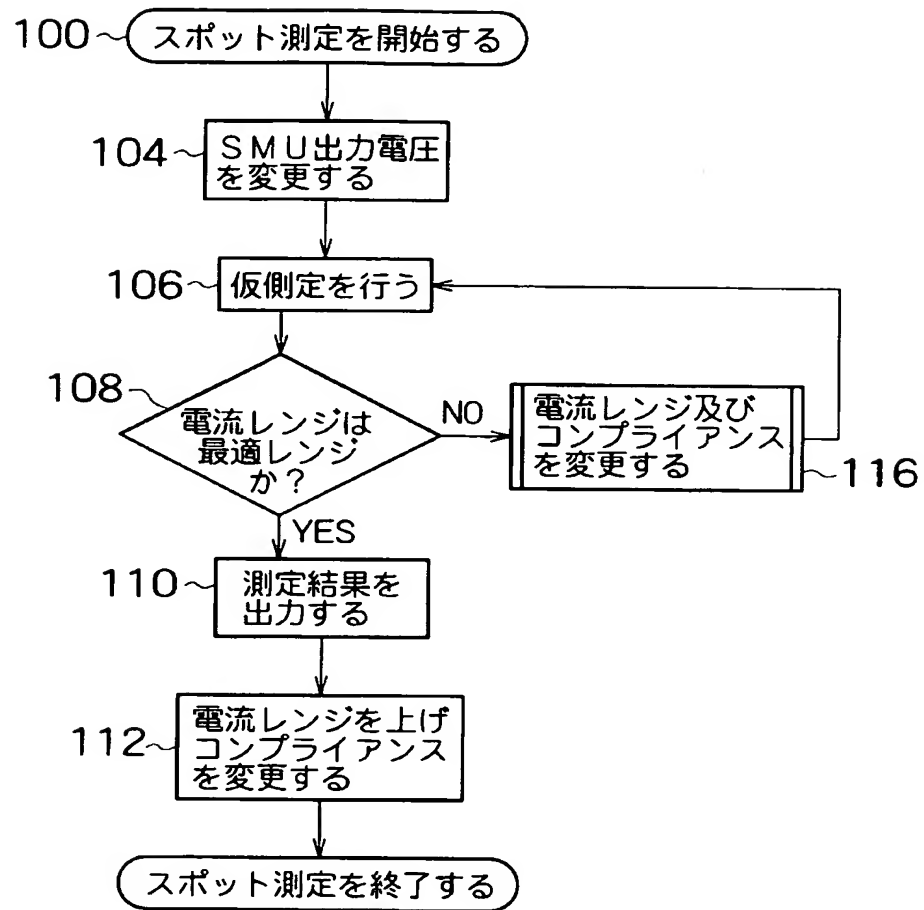 100
スポット測定を開始する
104
SMU出力電圧
を変更する
106
仮側定を行う
108
電流レンジは
最適レンジ
か？
NO
電流レンジ及び
コンプライアンス
を変更する
116
YES
110
測定結果を
出力する
112
電流レンジを上げ
コンプライアンス
を変更する
スポット測定を終了する